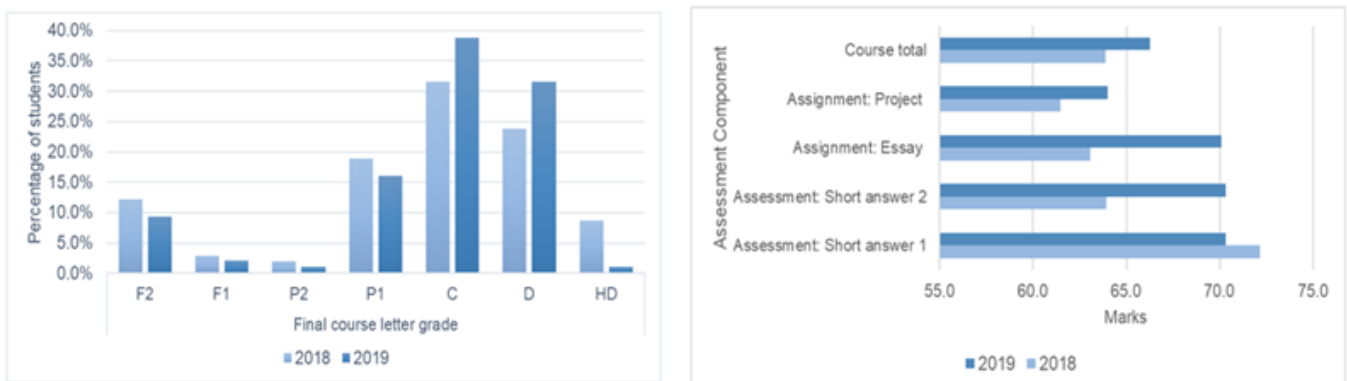 40.0%
35.0%
30.0%
25.0%
20.0%
15.0%
10.0%
5.0%
0.0%
Percentage of students
F2 F1 P2 P1 C D HD
Final course letter grade
2018 2019
Assessment Component
Course total
Assignment: Project
Assignment: Essay
Assessment: Short answer 2
Assessment: Short answer 1
55.0 60.0 65.0 70.0 75.0
Marks
2019 2018